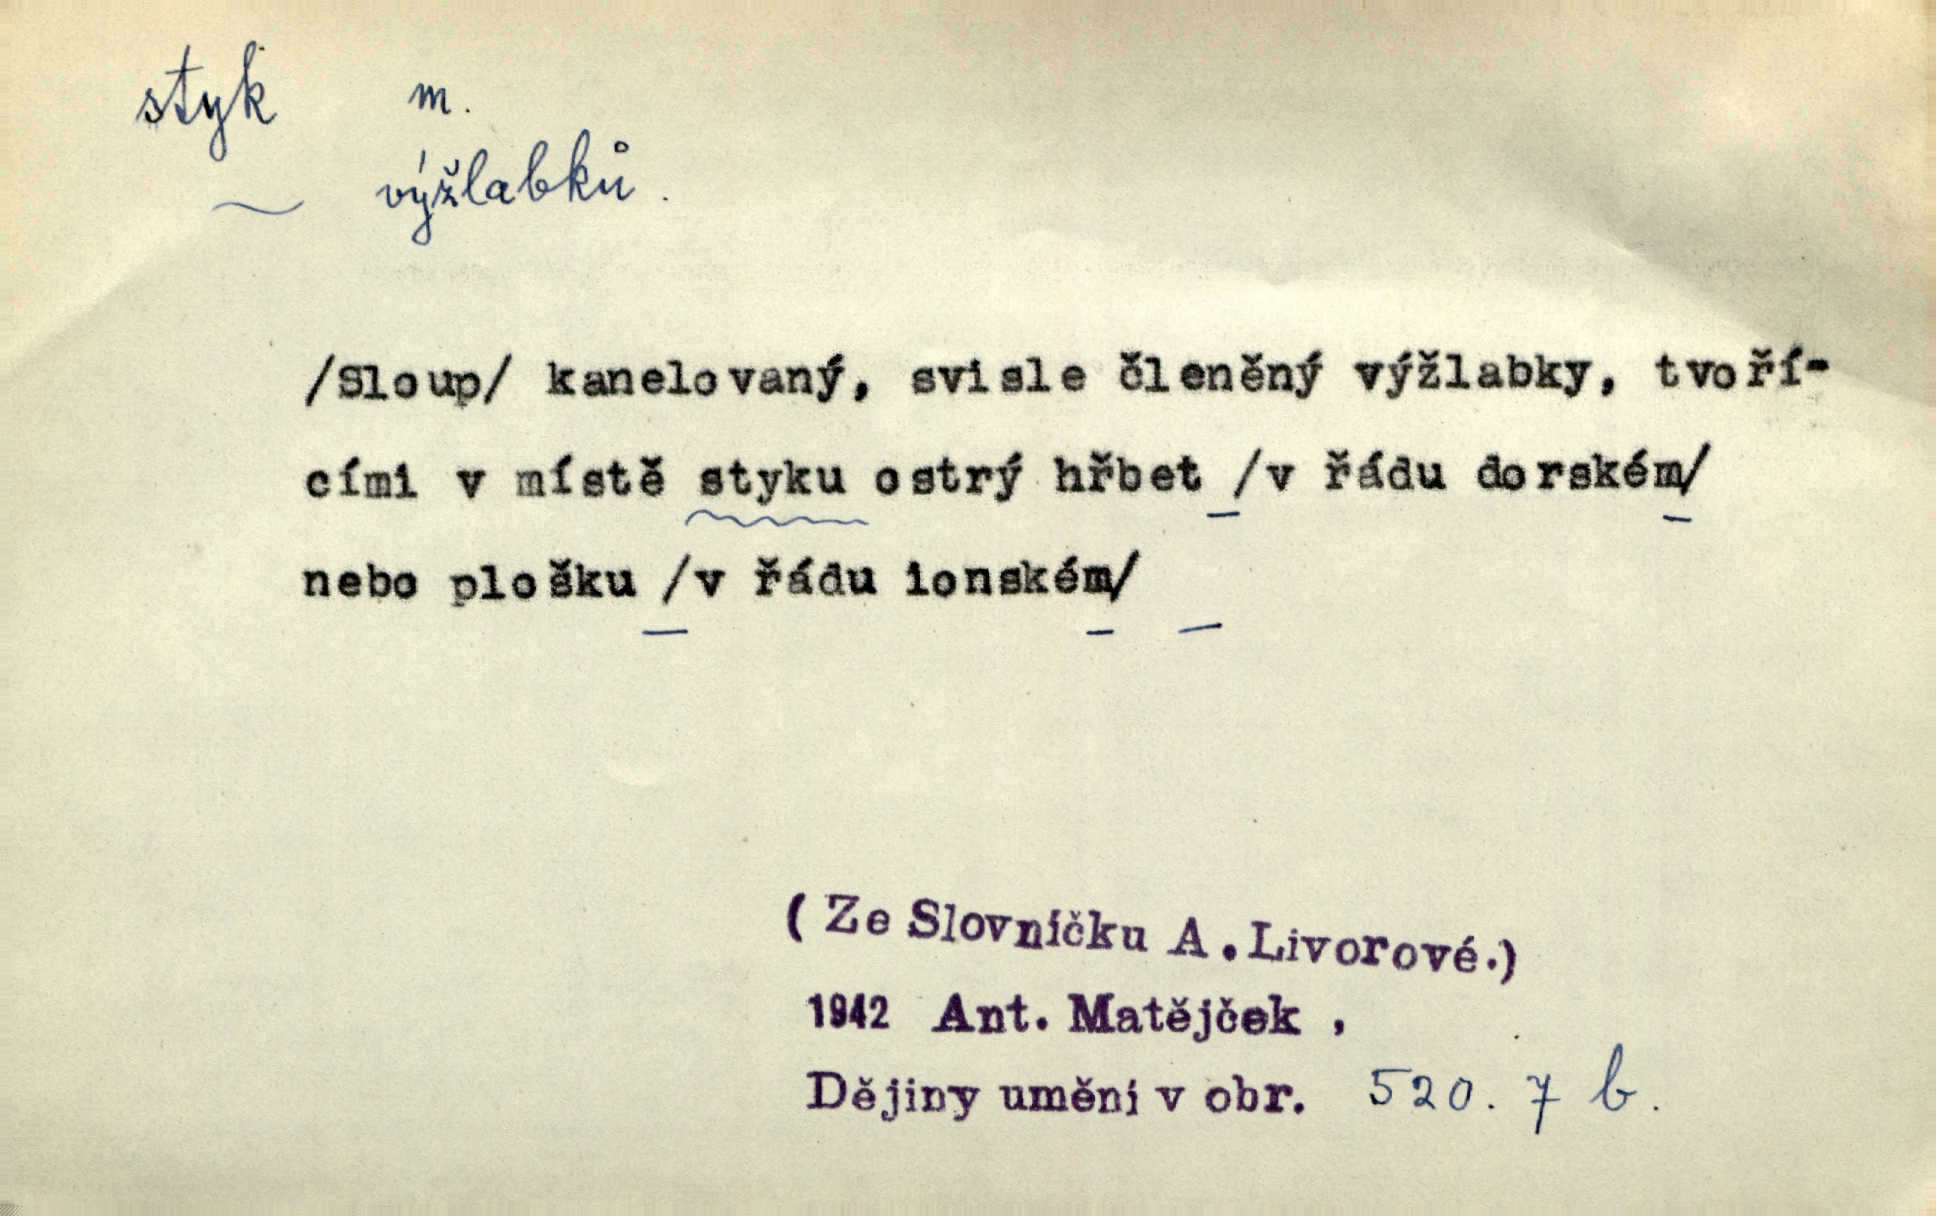 styk m.
~ výžlabků.
/Sloup/ kanelovaný, svisle členěný výžlabky, tvoří-
cími v místě styku ostrý hřbet /v řádu dorském/
nebo plošku /v řádu ionském/ —
( Ze Slovníčku A. Livorové.)
1942 Ant. Matějček ,
Dějiny umění v obr. 520. 7 b.